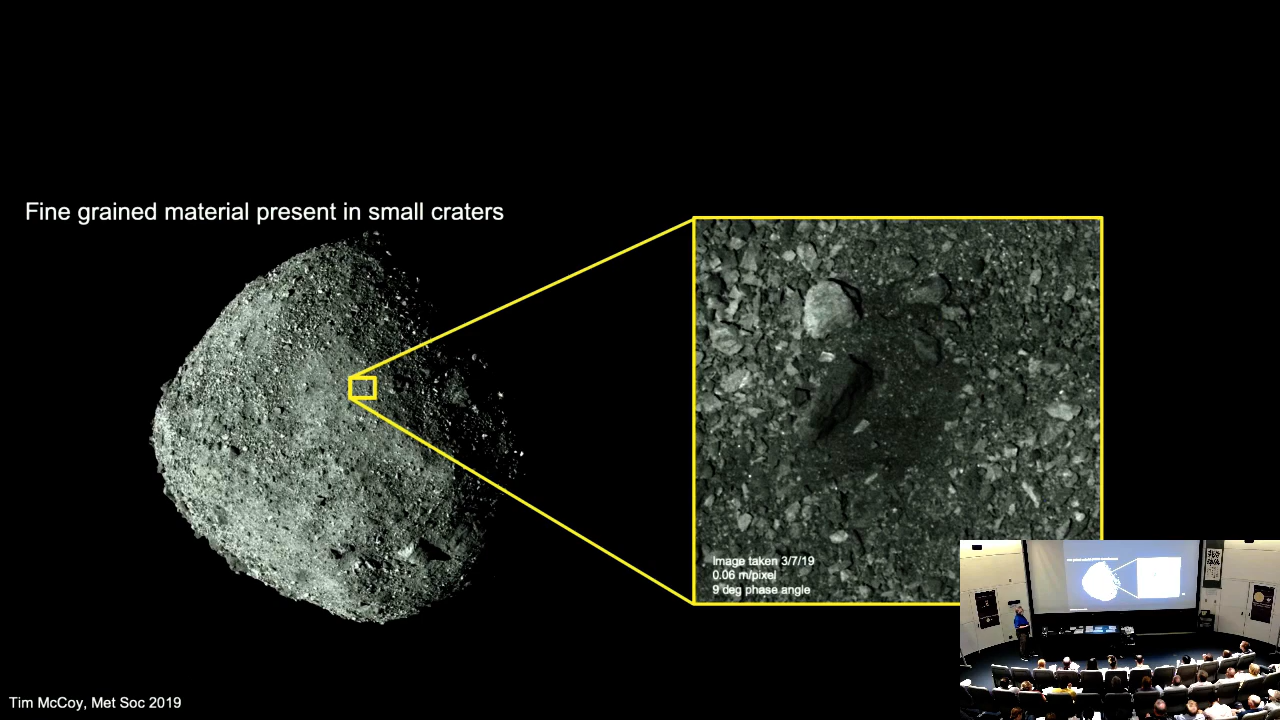 Fine grained material present in small craters
Image taken 3/7/19
0.06 m/pixel
9 deg phase angle
Tim McCoy, Met Soc 2019